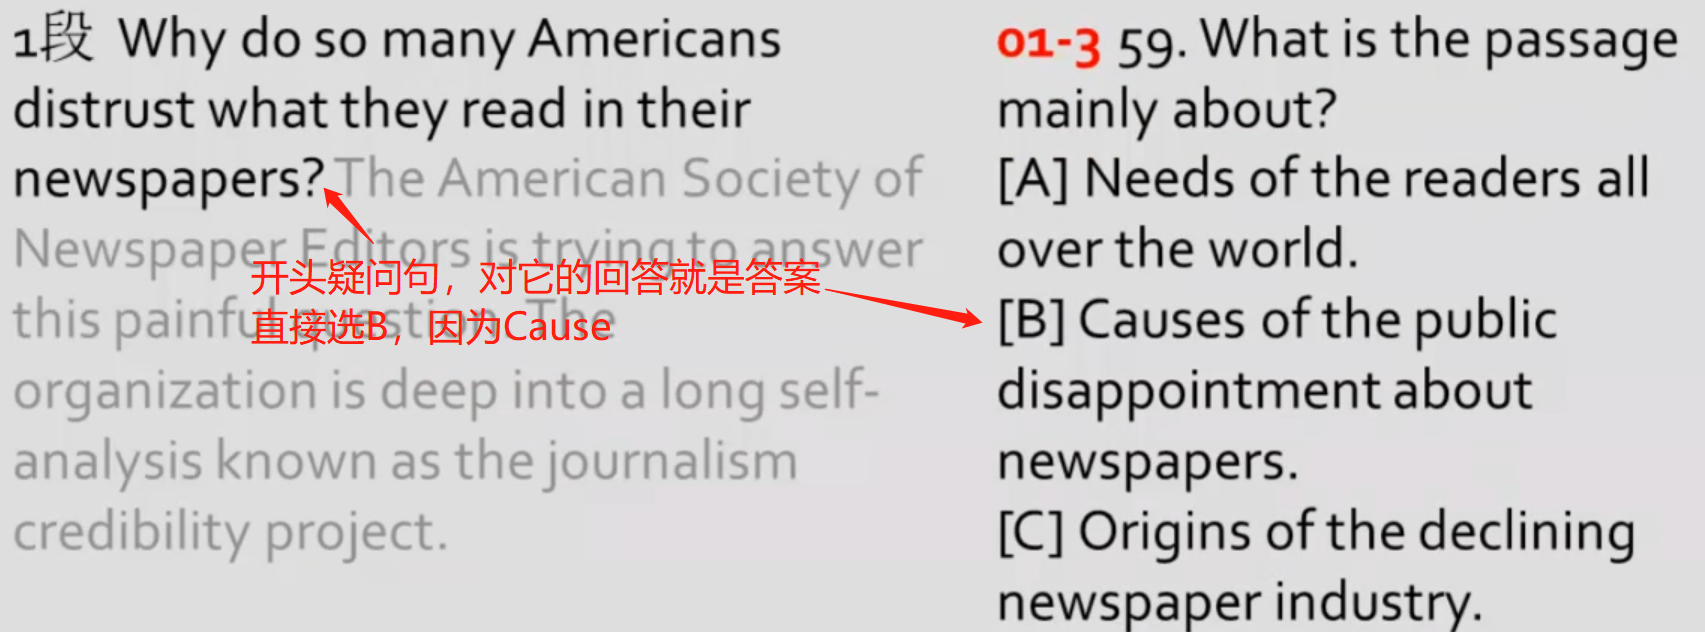 1段 Why do so many Americans
distrust what they read in their
newspapers? The American Society of
Newspaper Editors is trying to answer
this painful question. The
organization is deep into a long self-
analysis known as the journalism
credibility project.
开头疑问句，对它的回答就是答案
直接选B，因为Cause
01-3 59. What is the passage
mainly about?
[A] Needs of the readers all
over the world.
[B] Causes of the public
disappointment about
newspapers.
[C] Origins of the declining
newspaper industry.